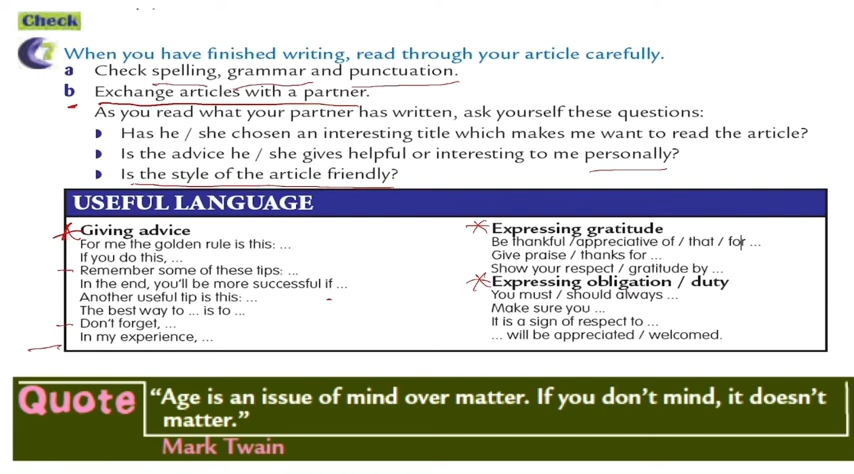 Check
7 When you have finished writing, read through your article carefully.
a Check spelling, grammar and punctuation.
b Exchange articles with a partner.
As you read what your partner has written, ask yourself these questions:
Has he / she chosen an interesting title which makes me want to read the article?
Is the advice he / she gives helpful or interesting to me personally?
Is the style of the article friendly?
USEFUL LANGUAGE
Giving advice
For me the golden rule is this: ...
If you do this, ...
Remember some of these tips: ...
In the end, you'll be more successful if ...
Another useful tip is this: ...
The best way to ... is to ...
Don't forget, ...
In my experience, ...
Expressing gratitude
Be thankful / appreciative of / that / for ...
Give praise / thanks for ...
Show your respect / gratitude by ...
Expressing obligation / duty
You must / should always ...
Make sure you ...
It is a sign of respect to ...
... will be appreciated / welcomed.
Quote
"Age is an issue of mind over matter. If you don't mind, it doesn't
matter."
Mark Twain